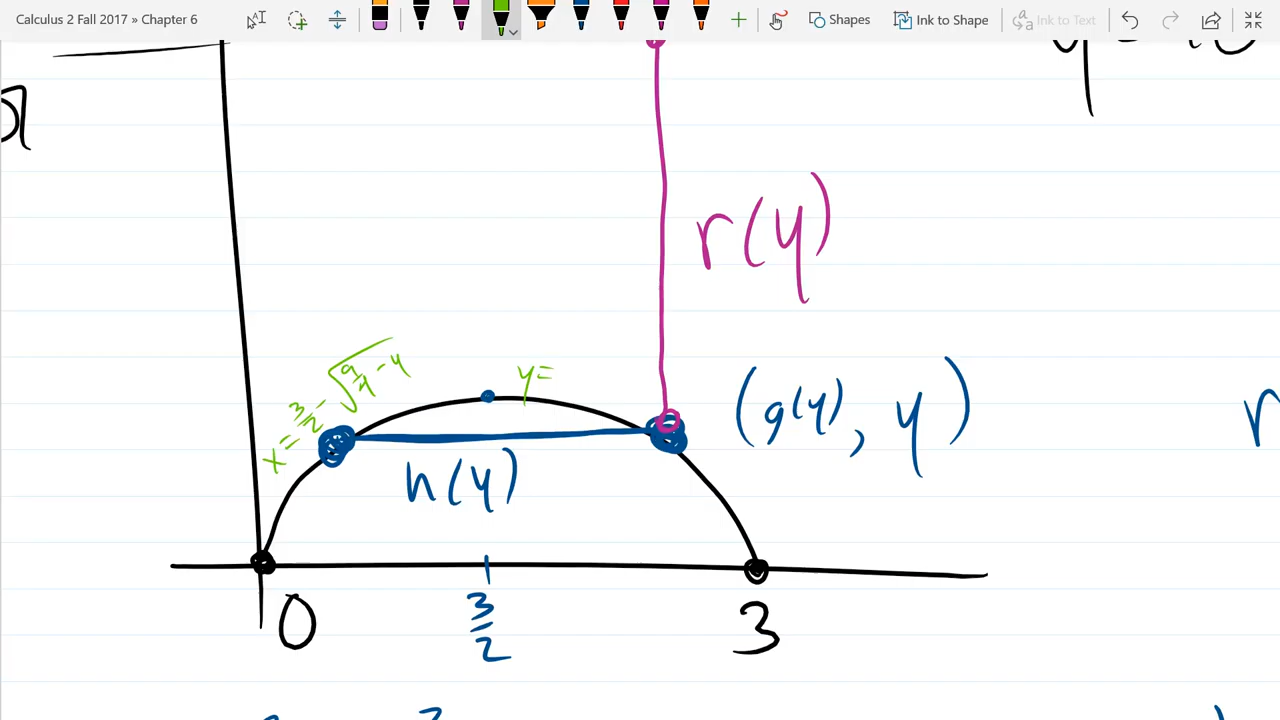 Calculus 2 Fall 2017 » Chapter 6
Shapes
Ink to Shape
Ink to Text
r(y)
x = 3/2 - √(9/4 - y)
y =
(g(y), y)
h(y)
r
0
3/2
3